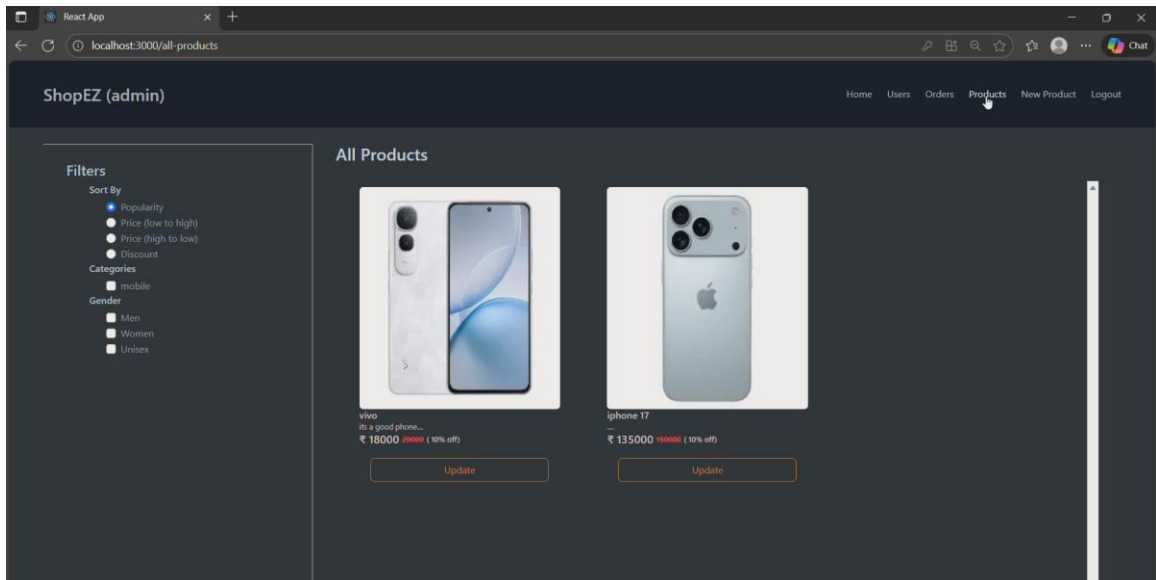 React App
localhost:3000/all-products
Chat
ShopEZ (admin)
Home Users Orders Products New Product Logout
Filters
Sort By
Popularity
Price (low to high)
Price (high to low)
Discount
Categories
mobile
Gender
Men
Women
Unisex
All Products
vivo
its a good phone...
₹ 18000 20000 ( 10% off)
Update
iphone 17
...
₹ 135000 150000 ( 10% off)
Update